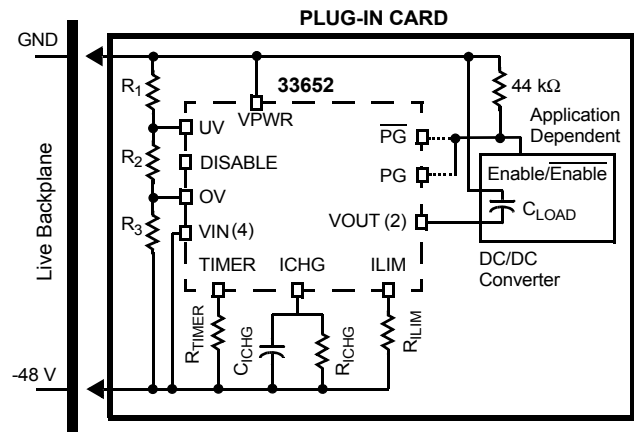 PLUG-IN CARD
GND
Live Backplane
-48 V
R1
R2
R3
33652
VPWR
UV
DISABLE
OV
VIN (4)
TIMER
ICHG
ILIM
PG
PG
VOUT (2)
44 kΩ
Application
Dependent
Enable/Enable
CLOAD
DC/DC
Converter
RTIMER
CICHG
RICHG
RILIM